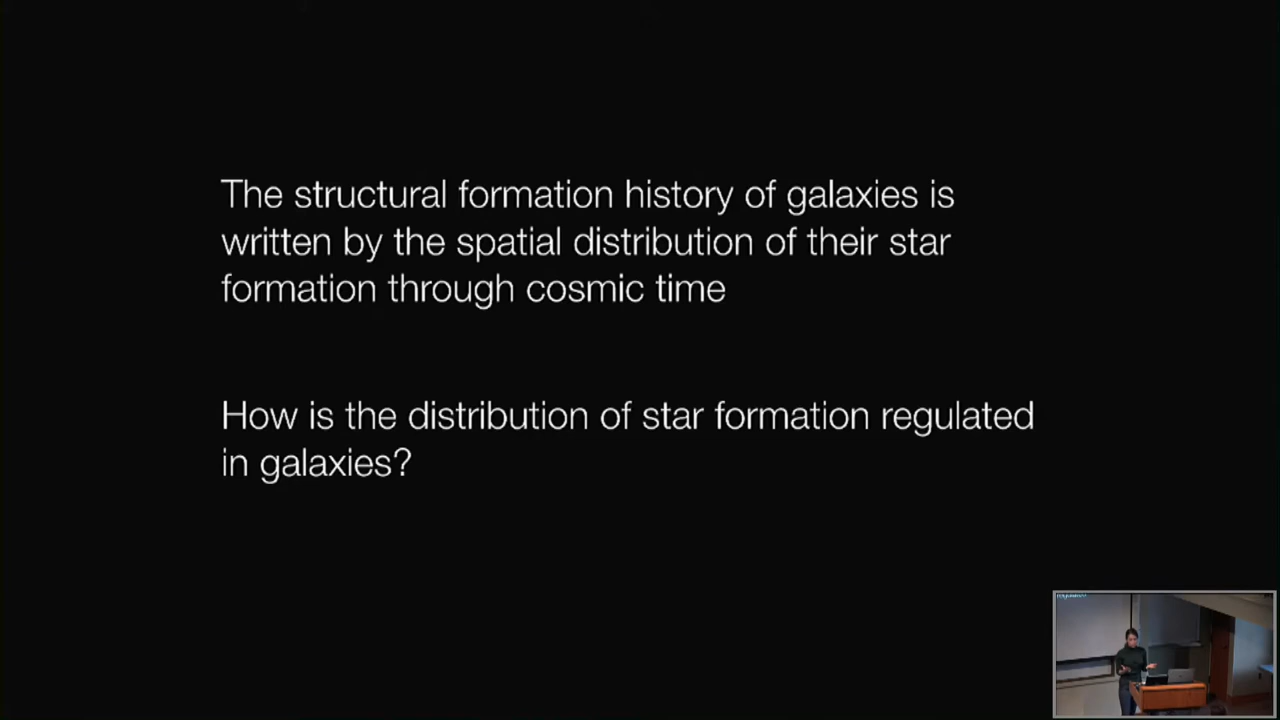 The structural formation history of galaxies is
written by the spatial distribution of their star
formation through cosmic time
How is the distribution of star formation regulated
in galaxies?